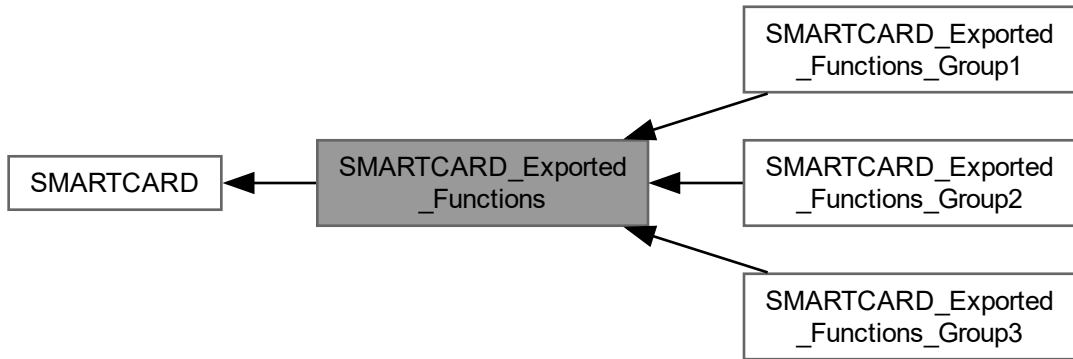 SMARTCARD
SMARTCARD_Exported
_Functions
SMARTCARD_Exported
_Functions_Group1
SMARTCARD_Exported
_Functions_Group2
SMARTCARD_Exported
_Functions_Group3